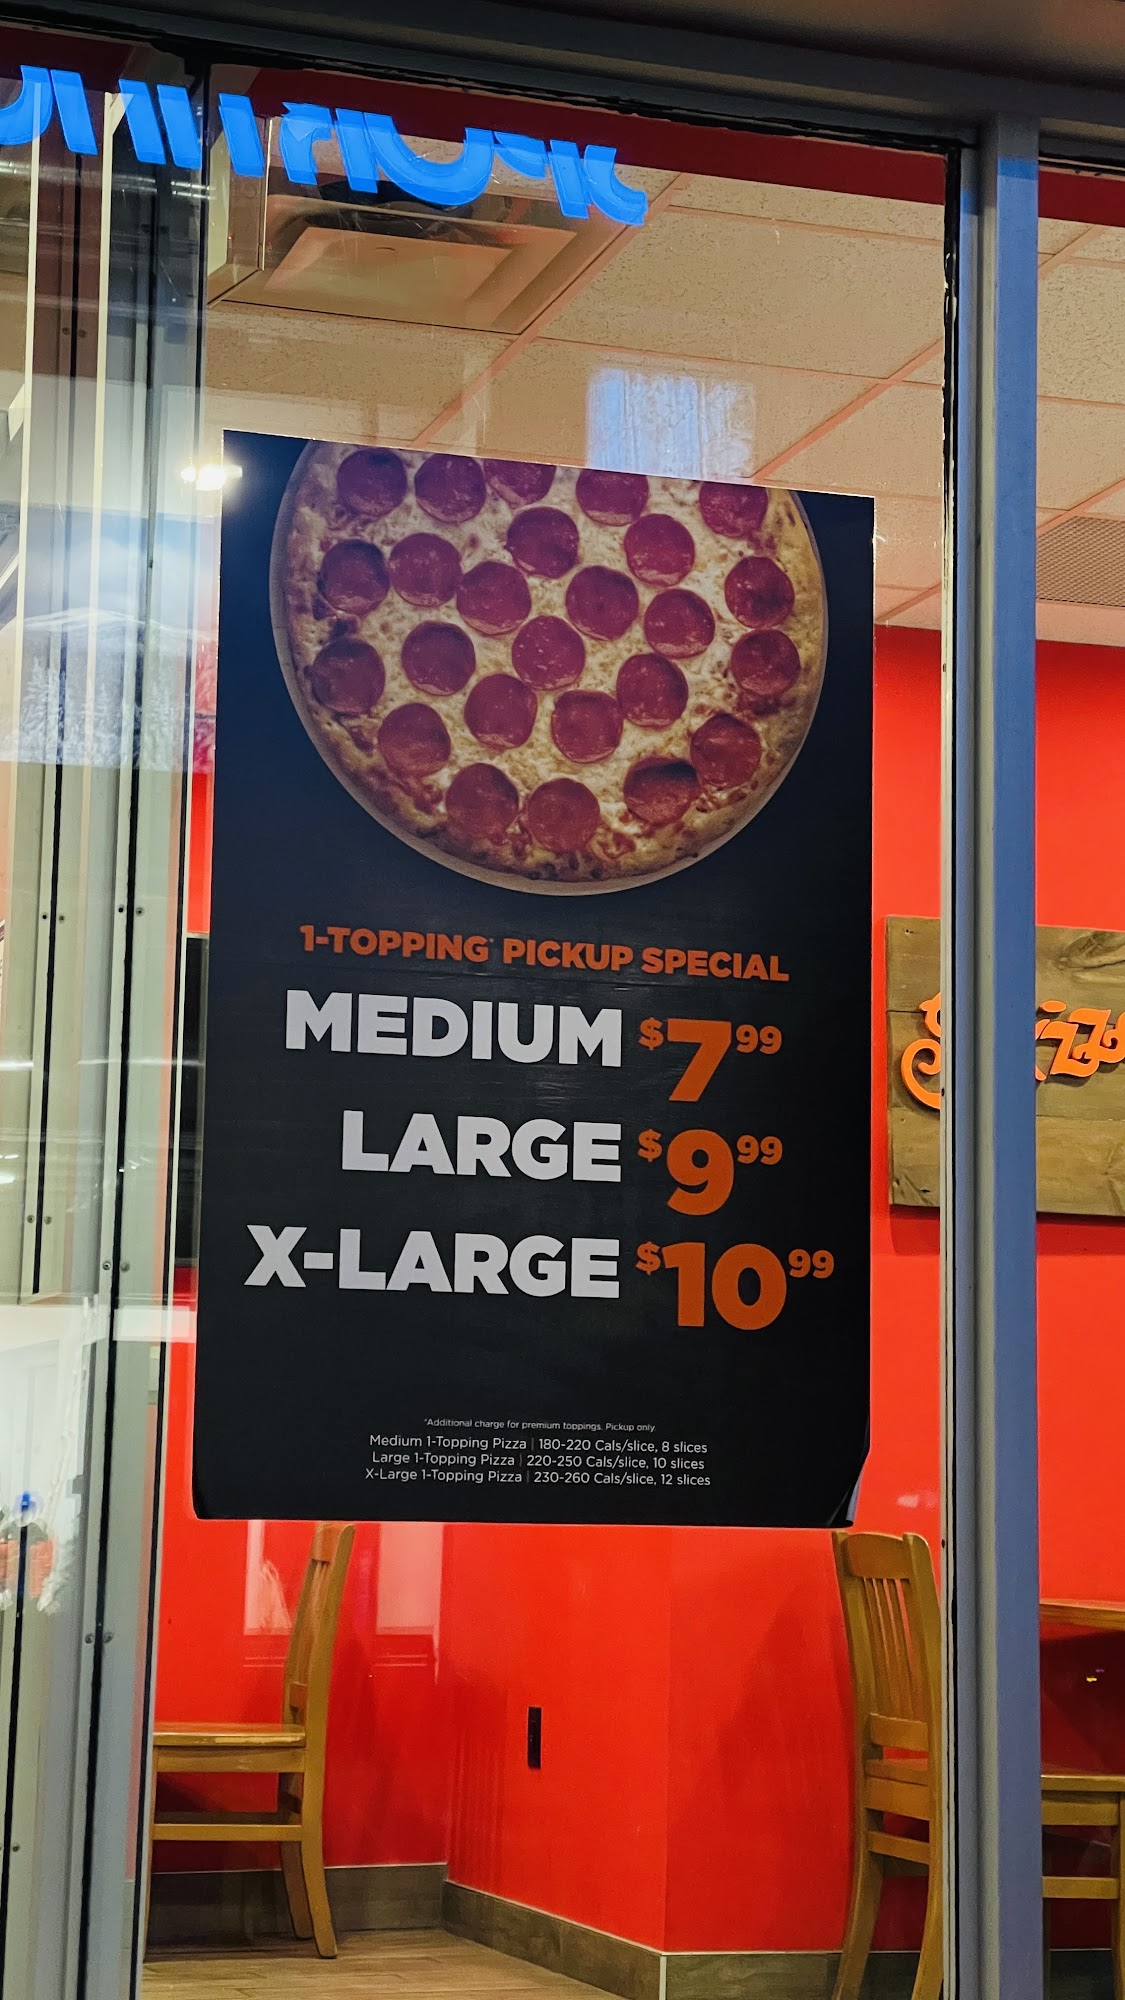 1-TOPPING* PICKUP SPECIAL
MEDIUM $7.99
LARGE $9.99
X-LARGE $10.99
*Additional charge for premium toppings. Pickup only.
Medium 1-Topping Pizza | 180-220 Cals/slice, 8 slices
Large 1-Topping Pizza | 220-250 Cals/slice, 10 slices
X-Large 1-Topping Pizza | 230-260 Cals/slice, 12 slices